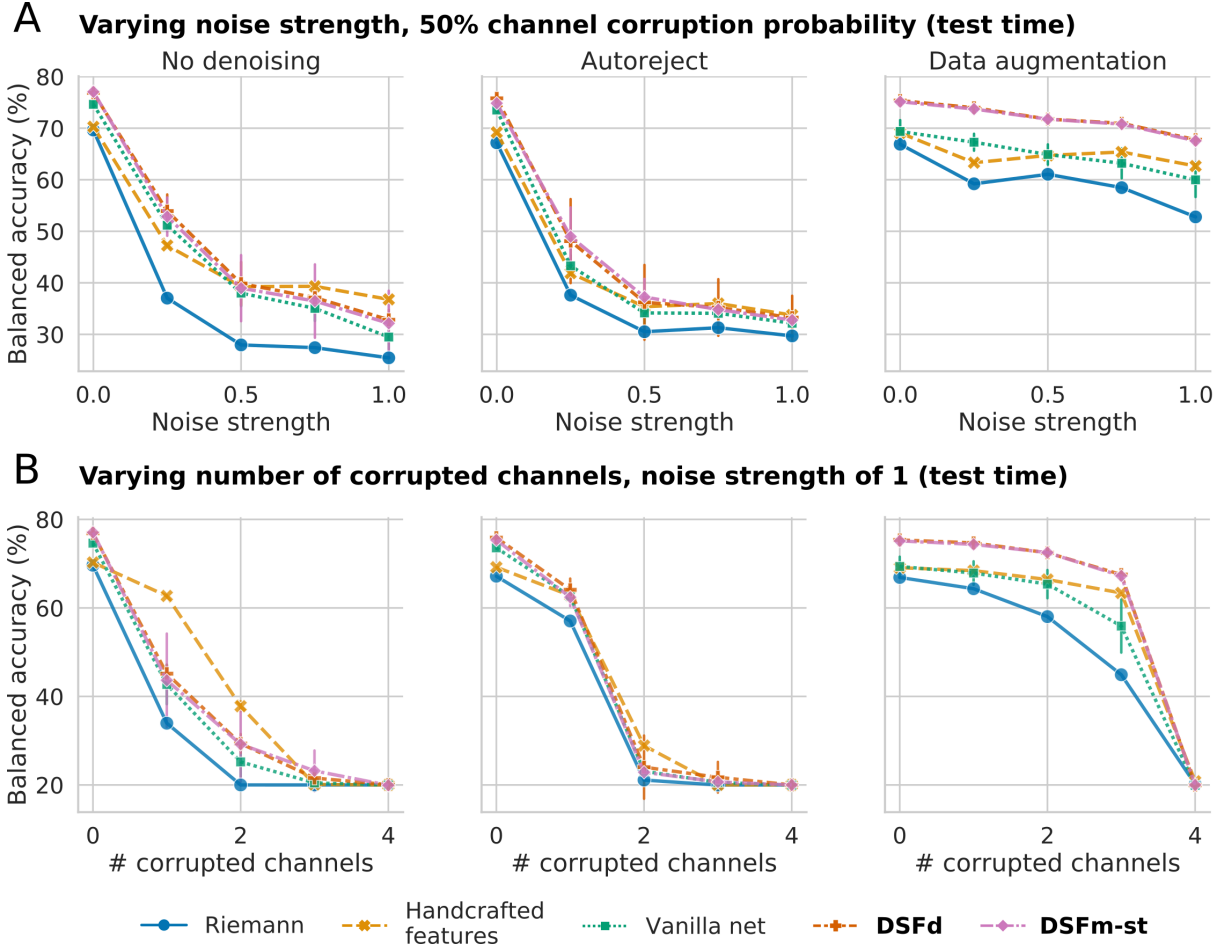 A Varying noise strength, 50% channel corruption probability (test time)
No denoising Autoreject Data augmentation
Balanced accuracy (%)
80
70
60
50
40
30
0.0 0.5 1.0 0.0 0.5 1.0 0.0 0.5 1.0
Noise strength Noise strength Noise strength
B Varying number of corrupted channels, noise strength of 1 (test time)
Balanced accuracy (%)
80
60
40
20
0 2 4 0 2 4 0 2 4
# corrupted channels # corrupted channels # corrupted channels
Riemann Handcrafted features Vanilla net DSFd DSFm-st